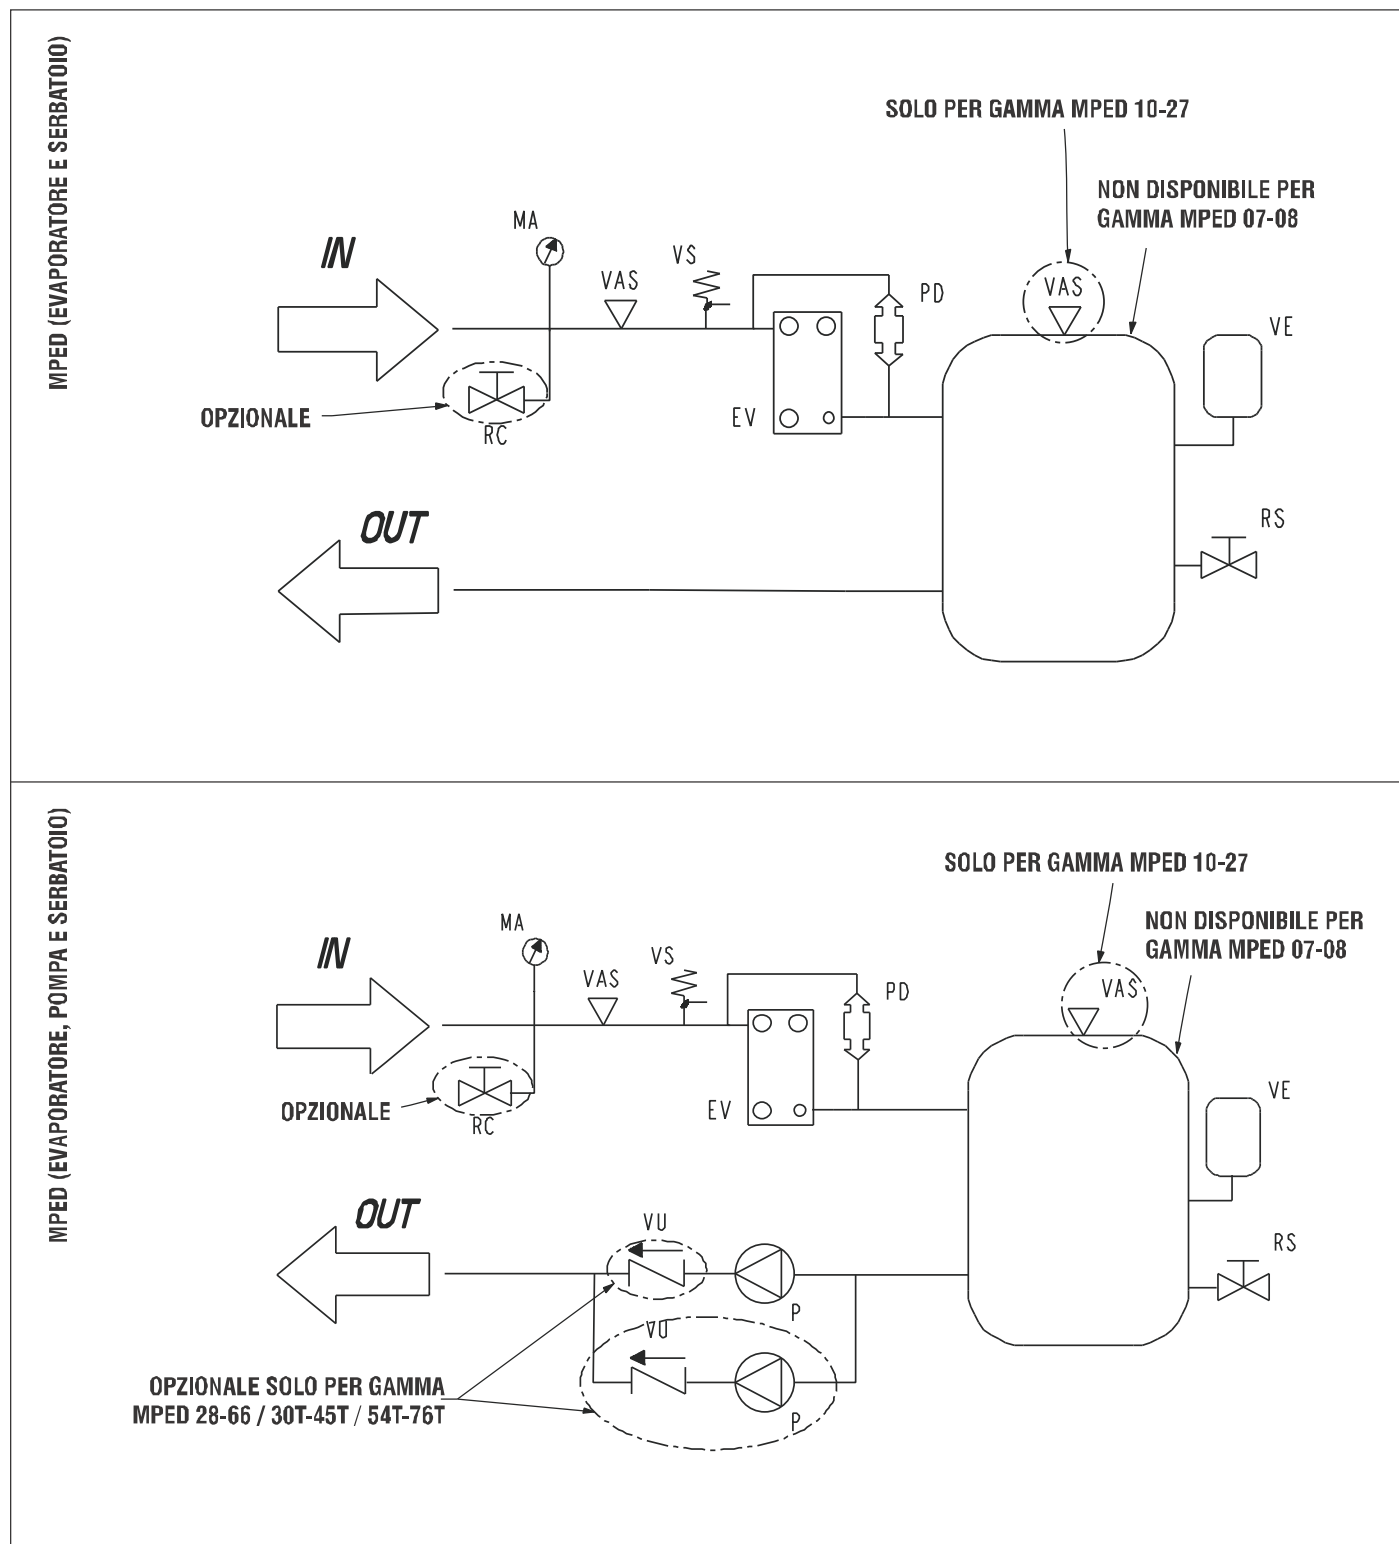 MPED (EVAPORATORE E SERBATOIO)
SOLO PER GAMMA MPED 10-27
NON DISPONIBILE PER
GAMMA MPED 07-08
IN
MA
VAS
VS
PD
VAS
VE
OPZIONALE
RC
EV
OUT
RS
MPED (EVAPORATORE, POMPA E SERBATOIO)
SOLO PER GAMMA MPED 10-27
NON DISPONIBILE PER
GAMMA MPED 07-08
IN
MA
VAS
VS
PD
VAS
VE
OPZIONALE
RC
EV
OUT
VU
P
RS
VU
P
OPZIONALE SOLO PER GAMMA
MPED 28-66 / 30T-45T / 54T-76T